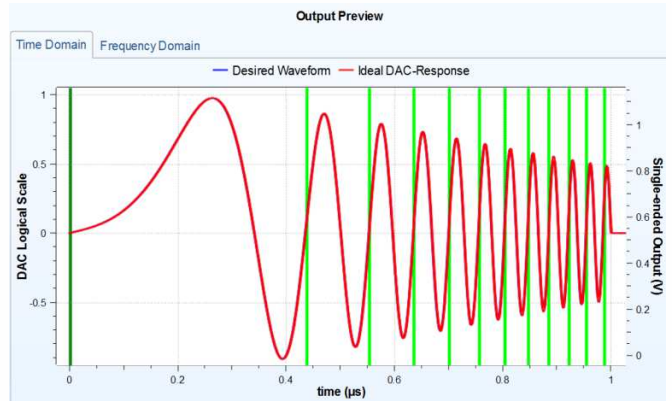 Output Preview
Time Domain
Frequency Domain
Desired Waveform
Ideal DAC-Response
DAC Logical Scale
1
0.5
0
-0.5
Single-ended Output (V)
1
0.8
0.6
0.4
0.2
0
0
0.2
0.4
0.6
0.8
1
time (μs)